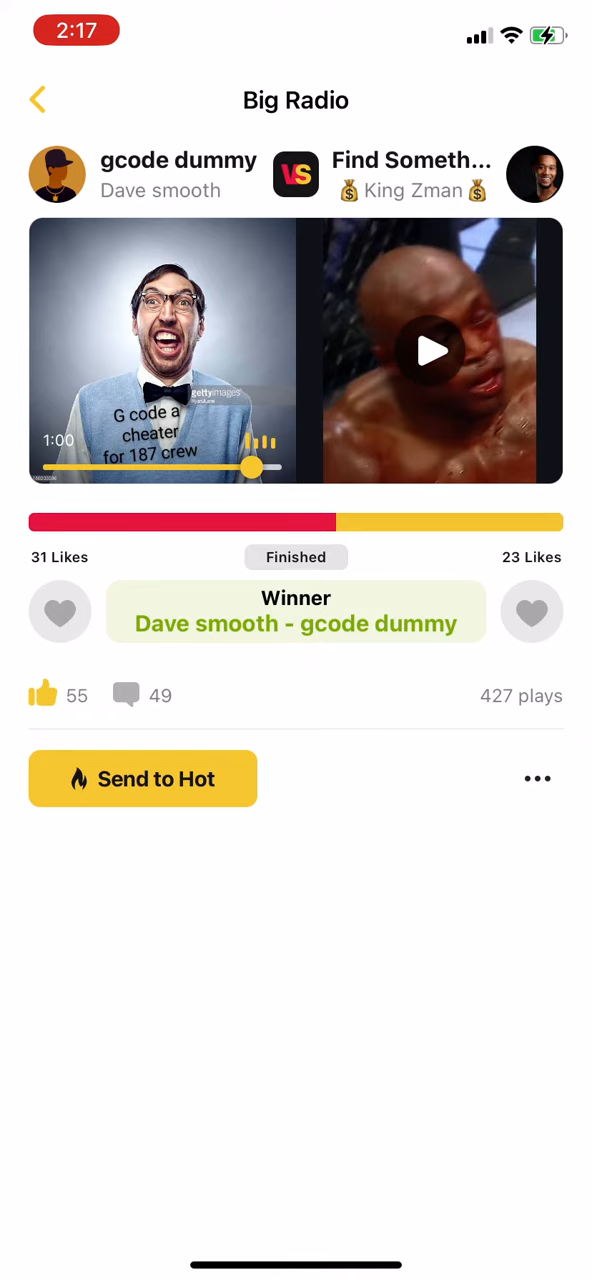 2:17
Big Radio
gcode dummy
Dave smooth
VS
Find Someth...
💰King Zman💰
gettyimages
G code a
cheater
for 187 crew
1:00
31 Likes
Finished
23 Likes
Winner
Dave smooth - gcode dummy
55
49
427 plays
Send to Hot